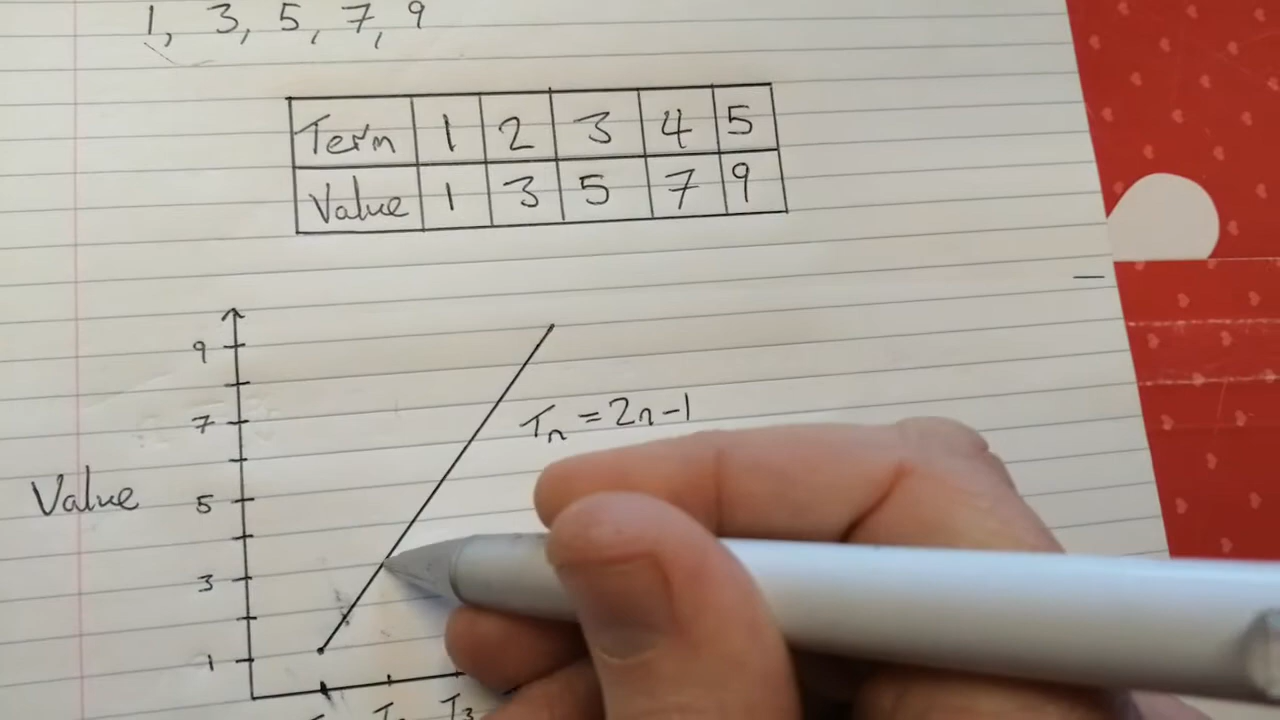 1, 3, 5, 7, 9
Term 1 2 3 4 5
Value 1 3 5 7 9
9
7
Tn = 2n-1
Value
5
3
1
T3